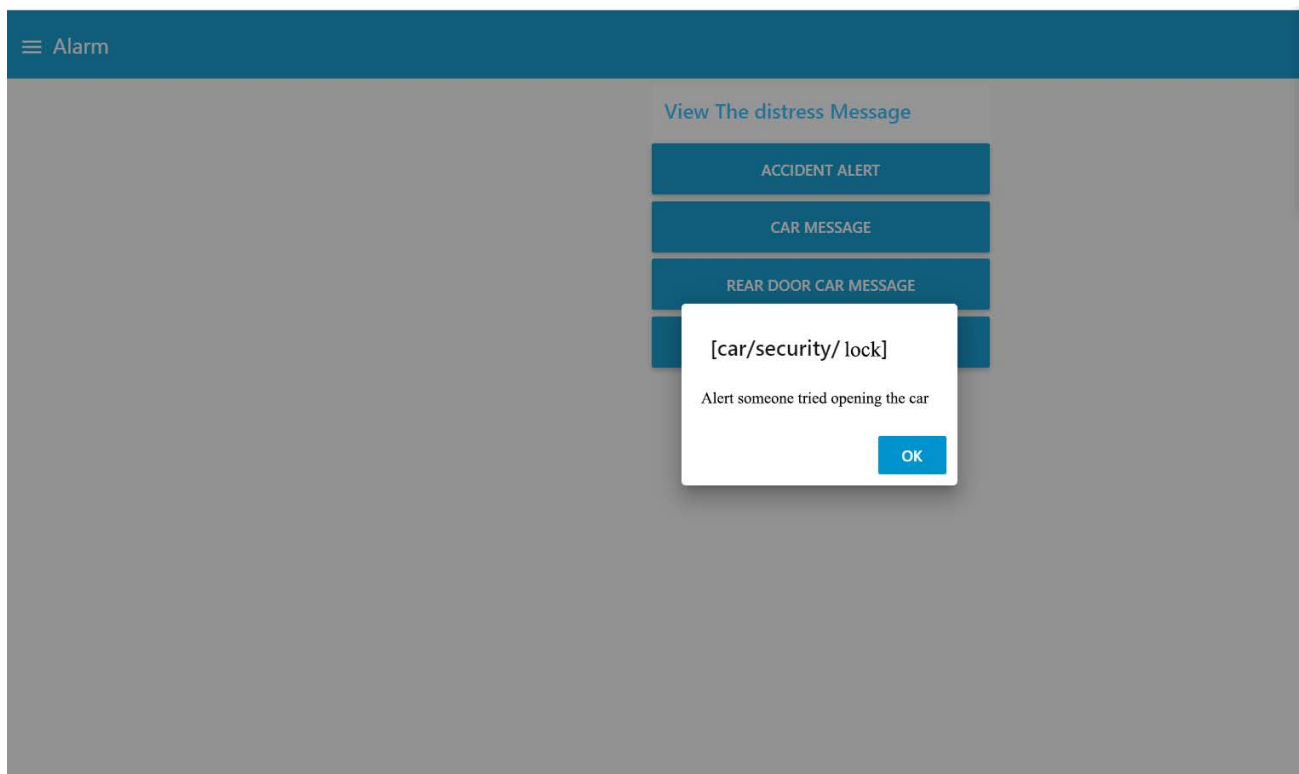 Alarm
View The distress Message
ACCIDENT ALERT
CAR MESSAGE
REAR DOOR CAR MESSAGE
[car/security/ lock]
Alert someone tried opening the car
OK